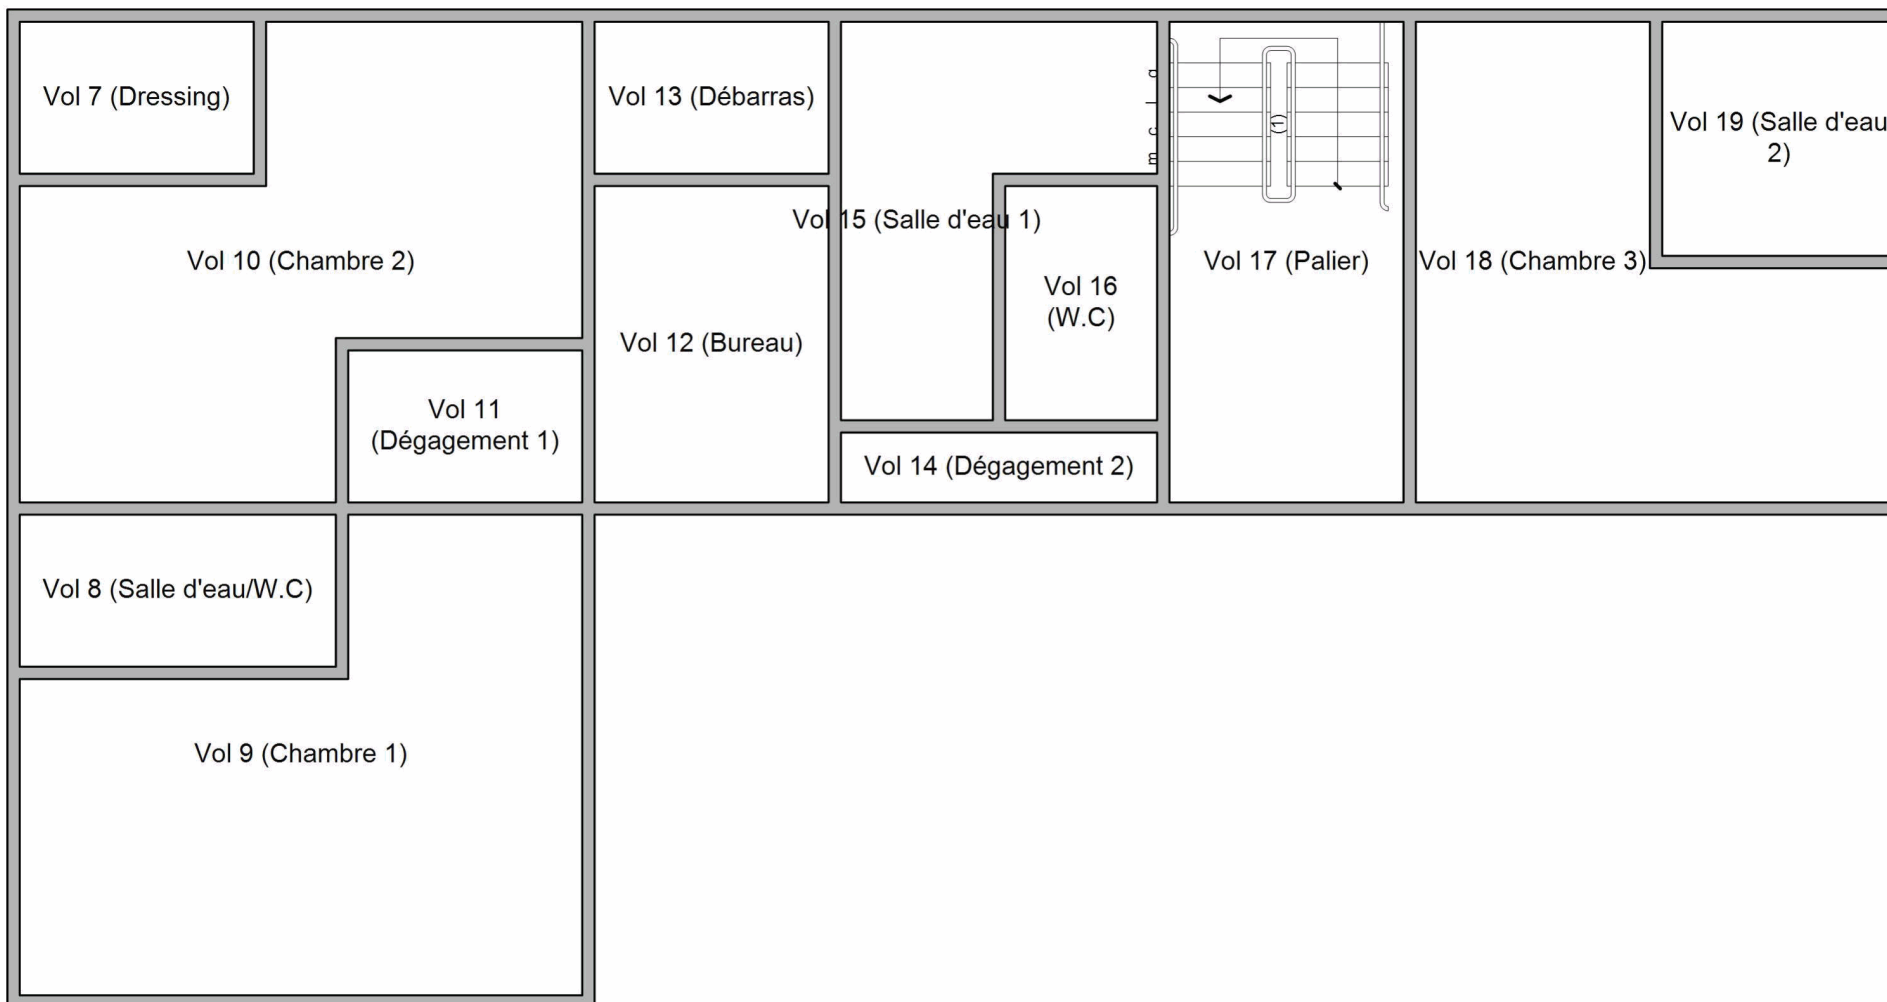 Vol 7 (Dressing)
Vol 13 (Débarras)
m c l a
(1)
Vol 19 (Salle d'eau
2)
Vol 15 (Salle d'eau 1)
Vol 10 (Chambre 2)
Vol 17 (Palier)
Vol 18 (Chambre 3)
Vol 16
(W.C)
Vol 12 (Bureau)
Vol 11
(Dégagement 1)
Vol 14 (Dégagement 2)
Vol 8 (Salle d'eau/W.C)
Vol 9 (Chambre 1)